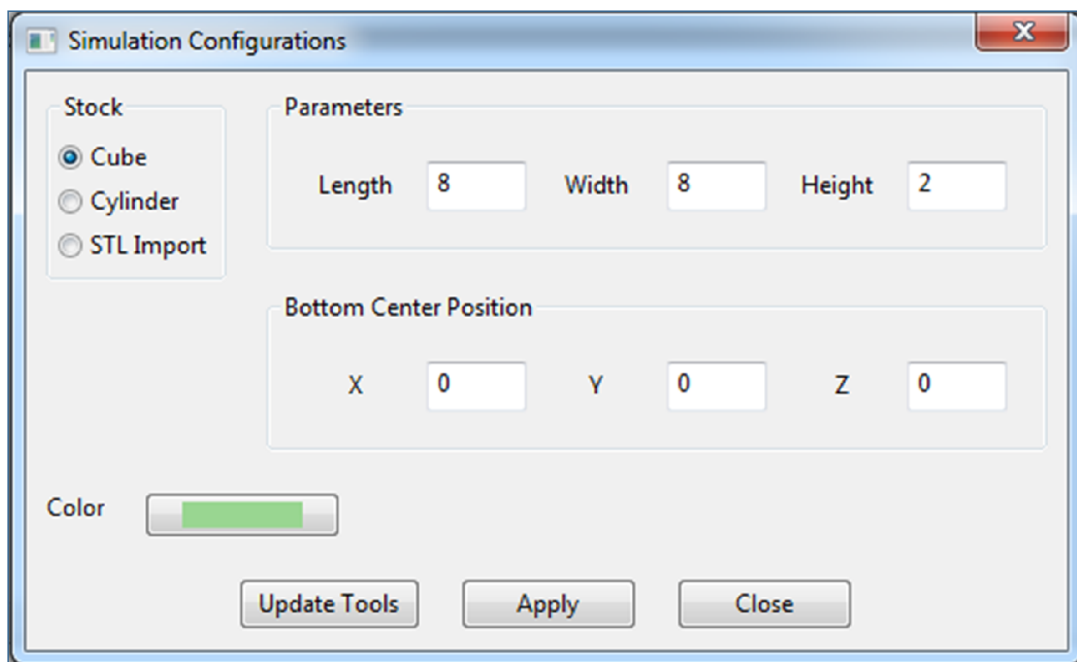 Simulation Configurations
Stock
Cube
Cylinder
STL Import
Parameters
Length 8 Width 8 Height 2
Bottom Center Position
X 0 Y 0 Z 0
Color
Update Tools Apply Close